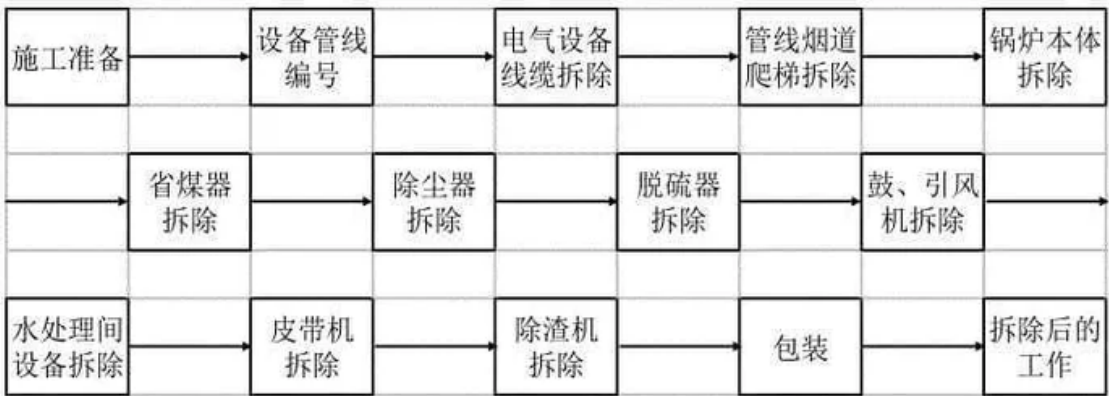 施工准备
设备管线
编号
电气设备
线缆拆除
管线烟道
爬梯拆除
锅炉本体
拆除
省煤器
拆除
除尘器
拆除
脱硫器
拆除
鼓、引风
机拆除
水处理间
设备拆除
皮带机
拆除
除渣机
拆除
包装
拆除后的
工作